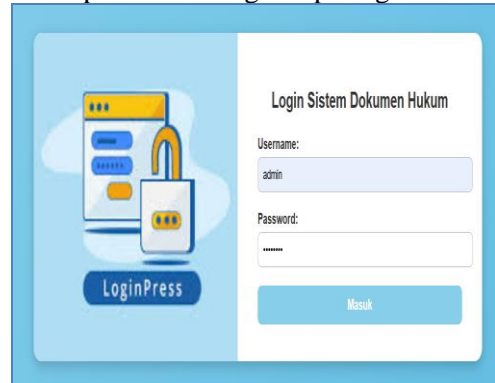 Login Sistem Dokumen Hukum
Username:
admin
Password:
LoginPress
Masuk